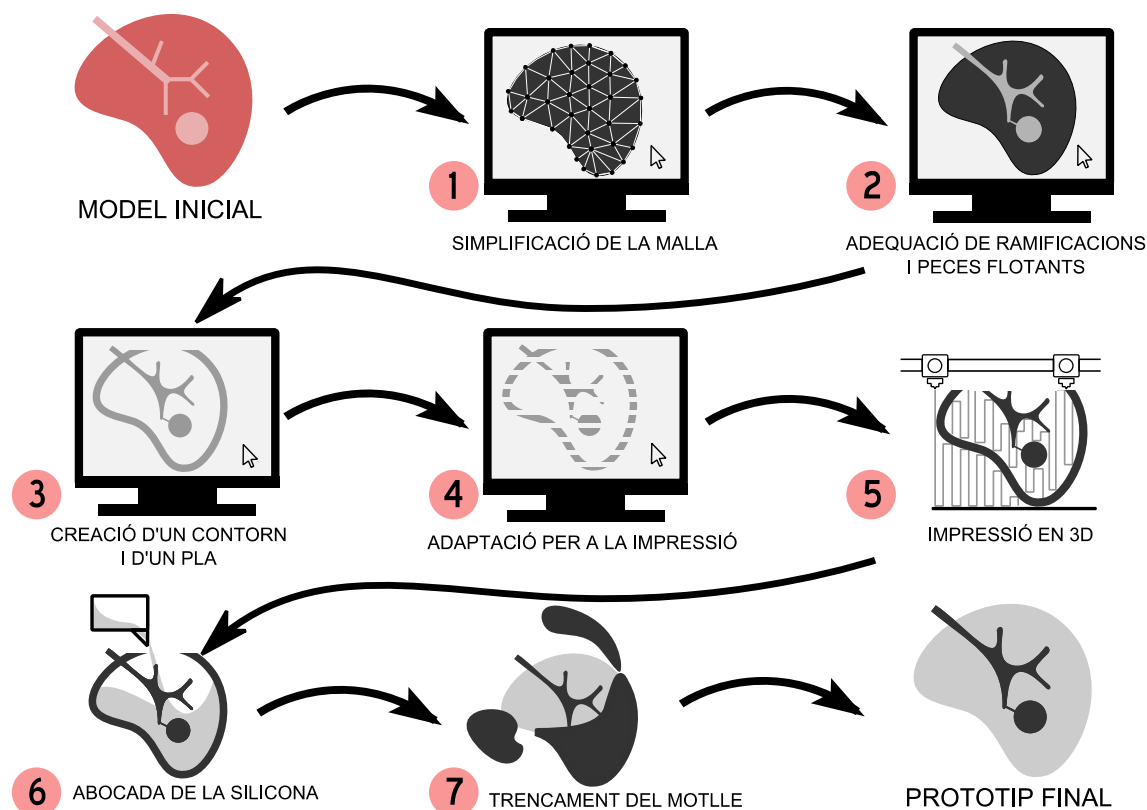 MODEL INICIAL
1
SIMPLIFICACIÓ DE LA MALLA
2
ADEQUACIÓ DE RAMIFICACIONS
I PECES FLOTANTS
3
CREACIÓ D'UN CONTORN
I D'UN PLA
4
ADAPTACIÓ PER A LA IMPRESSIÓ
5
IMPRESSIÓ EN 3D
6
ABOCADA DE LA SILICONA
7
TRENCAMENT DEL MOTLLE
PROTOTIP FINAL